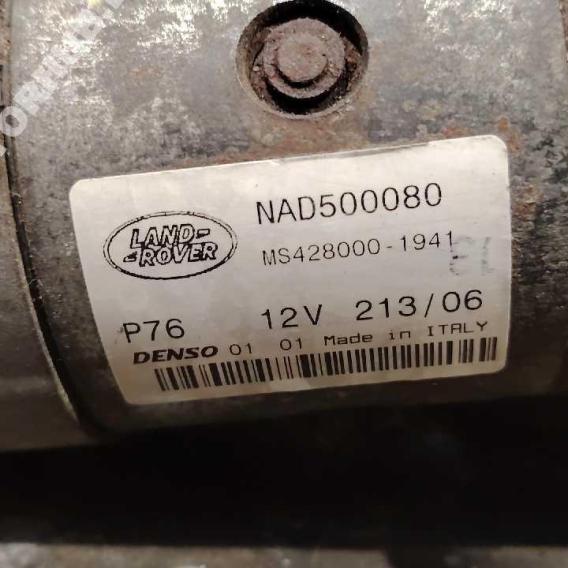 LAND-
-ROVER
NAD500080
MS428000-1941
P76 12V 213/06
DENSO 01 01 Made in ITALY